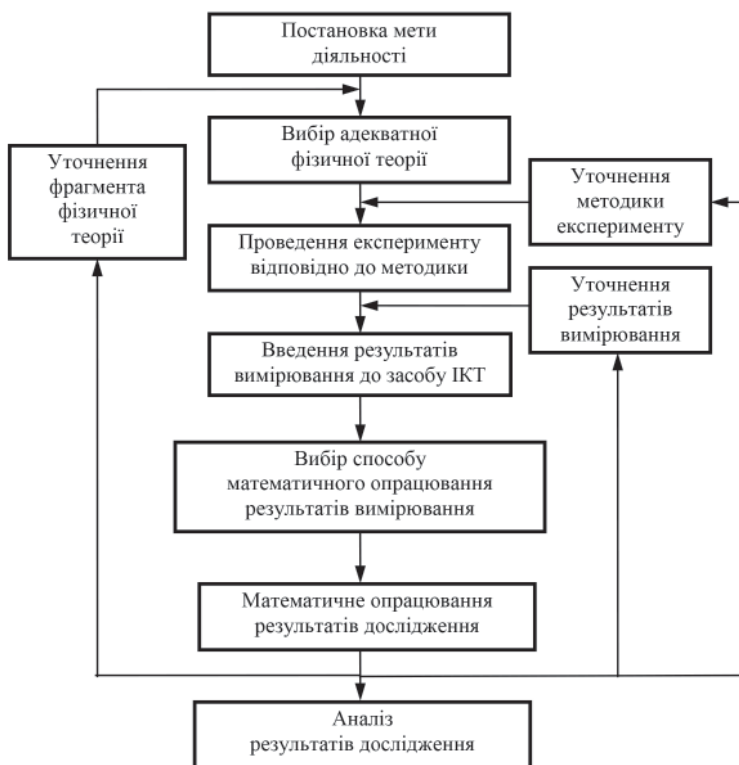 Постановка мети
діяльності
Вибір адекватної
фізичної теорії
Уточнення
фрагмента
фізичної
теорії
Уточнення
методики
експерименту
Проведення експерименту
відповідно до методики
Уточнення
результатів
вимірювання
Введення результатів
вимірювання до засобу ІКТ
Вибір способу
математичного опрацювання
результатів вимірювання
Математичне опрацювання
результатів дослідження
Аналіз
результатів дослідження